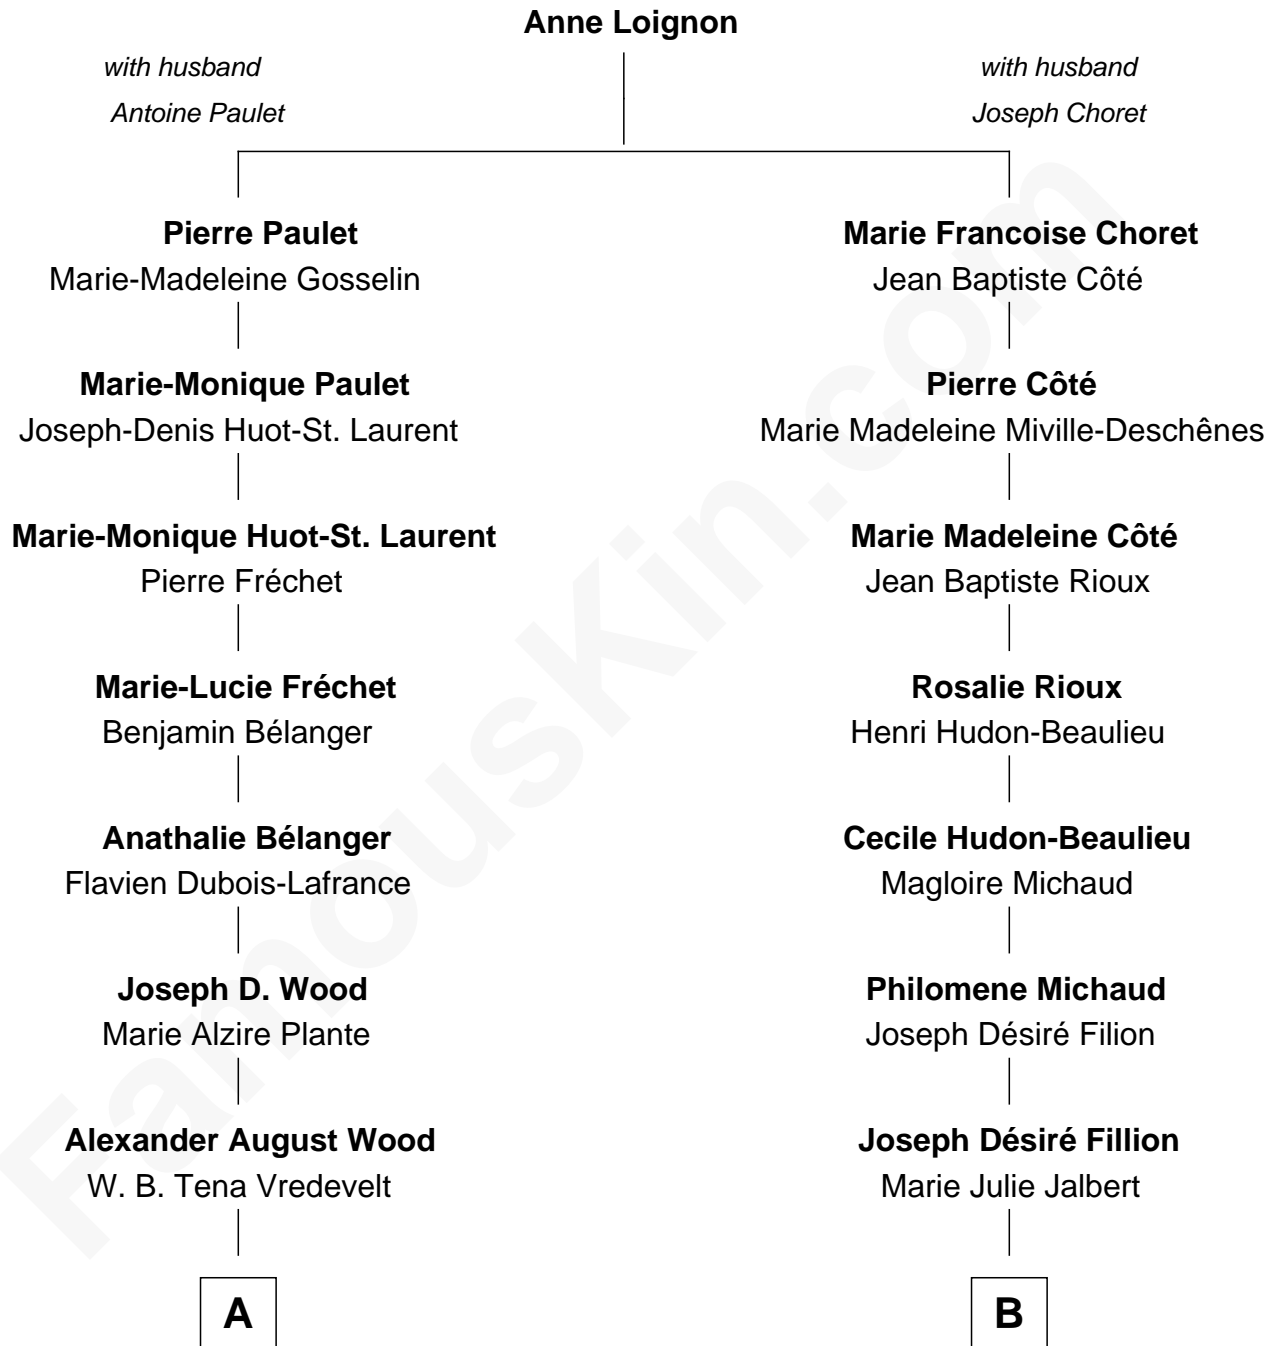 Anne Loignon
with husband
Antoine Paulet
with husband
Joseph Choret
Pierre Paulet
Marie-Madeleine Gosselin
Marie Francoise Choret
Jean Baptiste Côté
Marie-Monique Paulet
Joseph-Denis Huot-St. Laurent
Pierre Côté
Marie Madeleine Miville-Deschênes
Marie-Monique Huot-St. Laurent
Pierre Fréchet
Marie Madeleine Côté
Jean Baptiste Rioux
Marie-Lucie Fréchet
Benjamin Bélanger
Rosalie Rioux
Henri Hudon-Beaulieu
Anathalie Bélanger
Flavien Dubois-Lafrance
Cecile Hudon-Beaulieu
Magloire Michaud
Joseph D. Wood
Marie Alzire Plante
Philomene Michaud
Joseph Désiré Filion
Alexander August Wood
W. B. Tena Vredevelt
Joseph Désiré Fillion
Marie Julie Jalbert
A
B
FamousKin.com